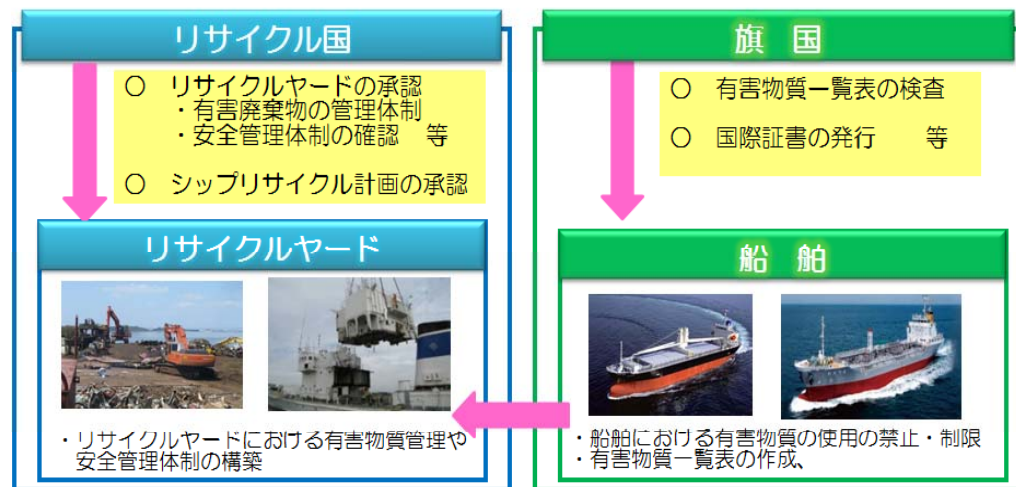 リサイクル国
〇 リサイクルヤードの承認
・有害廃棄物の管理体制
・安全管理体制の確認 等
〇 シップリサイクル計画の承認
リサイクルヤード
・リサイクルヤードにおける有害物質管理や
安全管理体制の構築
旗 国
〇 有害物質一覧表の検査
〇 国際証書の発行 等
船 舶
・船舶における有害物質の使用の禁止・制限
・有害物質一覧表の作成、